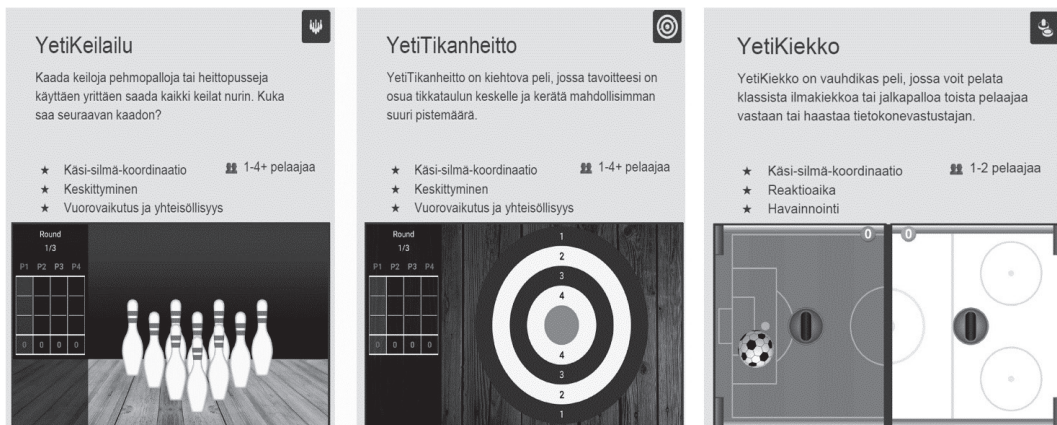 YetiKeilailu
Kaada keiloja pehmopalloja tai heittopusseja
käyttäen yrittäen saada kaikki keilat nurin. Kuka
saa seuraavan kaadon?
★ Käsi-silmä-koordinaatio
1-4+ pelaajaa
★ Keskittyminen
★ Vuorovaikutus ja yhteisöllisyys
Round
1/3
P1 P2 P3 P4
0 0 0 0
YetiTikanheitto
YetiTikanheitto on kiehtova peli, jossa tavoitteesi on
osua tikkataulun keskelle ja kerätä mahdollisimman
suuri pistemäärä.
★ Käsi-silmä-koordinaatio
1-4+ pelaajaa
★ Keskittyminen
★ Vuorovaikutus ja yhteisöllisyys
Round
1/3
P1 P2 P3 P4
0 0 0 0
1
2
3
4
4
3
2
1
YetiKiekko
YetiKiekko on vauhdikas peli, jossa voit pelata
klassista ilmakiekkoa tai jalkapalloa toista pelaajaa
vastaan tai haastaa tietokonevastustajan.
★ Käsi-silmä-koordinaatio
1-2 pelaajaa
★ Reaktioaika
★ Havainnointi
0 0